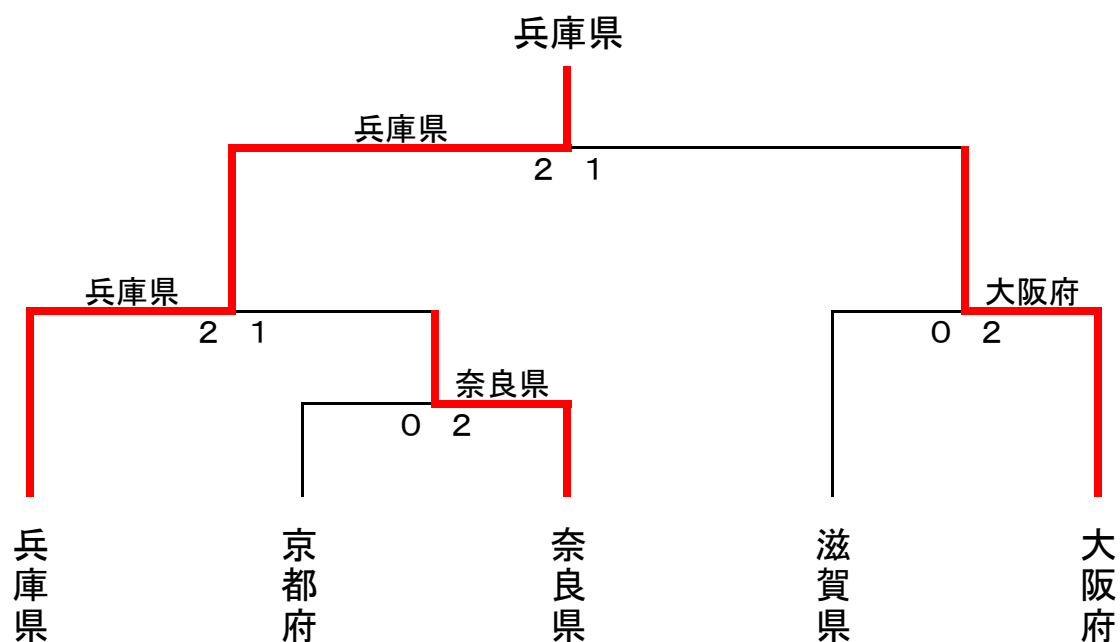 兵庫県
兵庫県
２ １
兵庫県
大阪府
２ １
０ ２
奈良県
０ ２
兵庫県
京都府
奈良県
滋賀県
大阪府